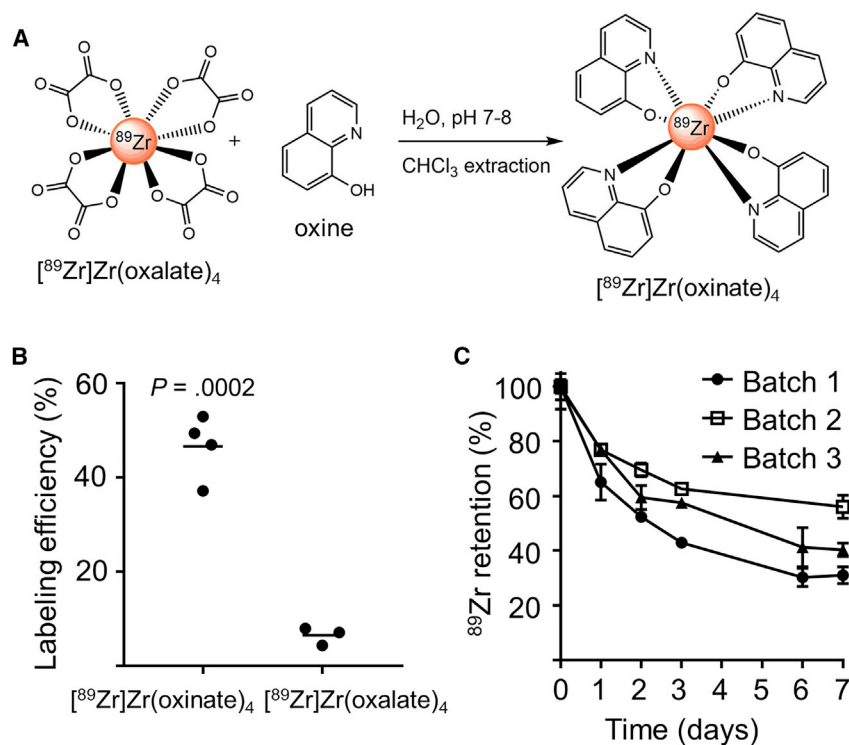 A
O O O O
O O O O
O O O O
O O O O
⁸⁹Zr
+
N
OH
oxine
[⁸⁹Zr]Zr(oxalate)₄
H₂O, pH 7-8
CHCl₃ extraction
N O N
O
⁸⁹Zr
N O
O N
[⁸⁹Zr]Zr(oxinate)₄
B
P = .0002
Labeling efficiency (%)
60
40
20
[⁸⁹Zr]Zr(oxinate)₄ [⁸⁹Zr]Zr(oxalate)₄
C
Batch 1
Batch 2
Batch 3
⁸⁹Zr retention (%)
100
80
60
40
20
0 1 2 3 4 5 6 7
Time (days)